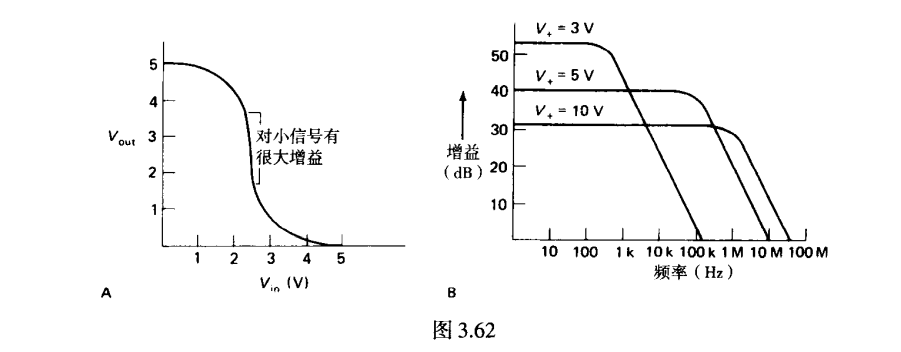 5
4
V_out 3
2
1
对小信号有
很大增益
1 2 3 4 5
V_in (V)
A
V₊ = 3 V
V₊ = 5 V
V₊ = 10 V
50
40
30
20
10
增益
(dB)
10 100 1 k 10 k 100 k 1 M 10 M 100 M
频率(Hz)
B
图 3.62